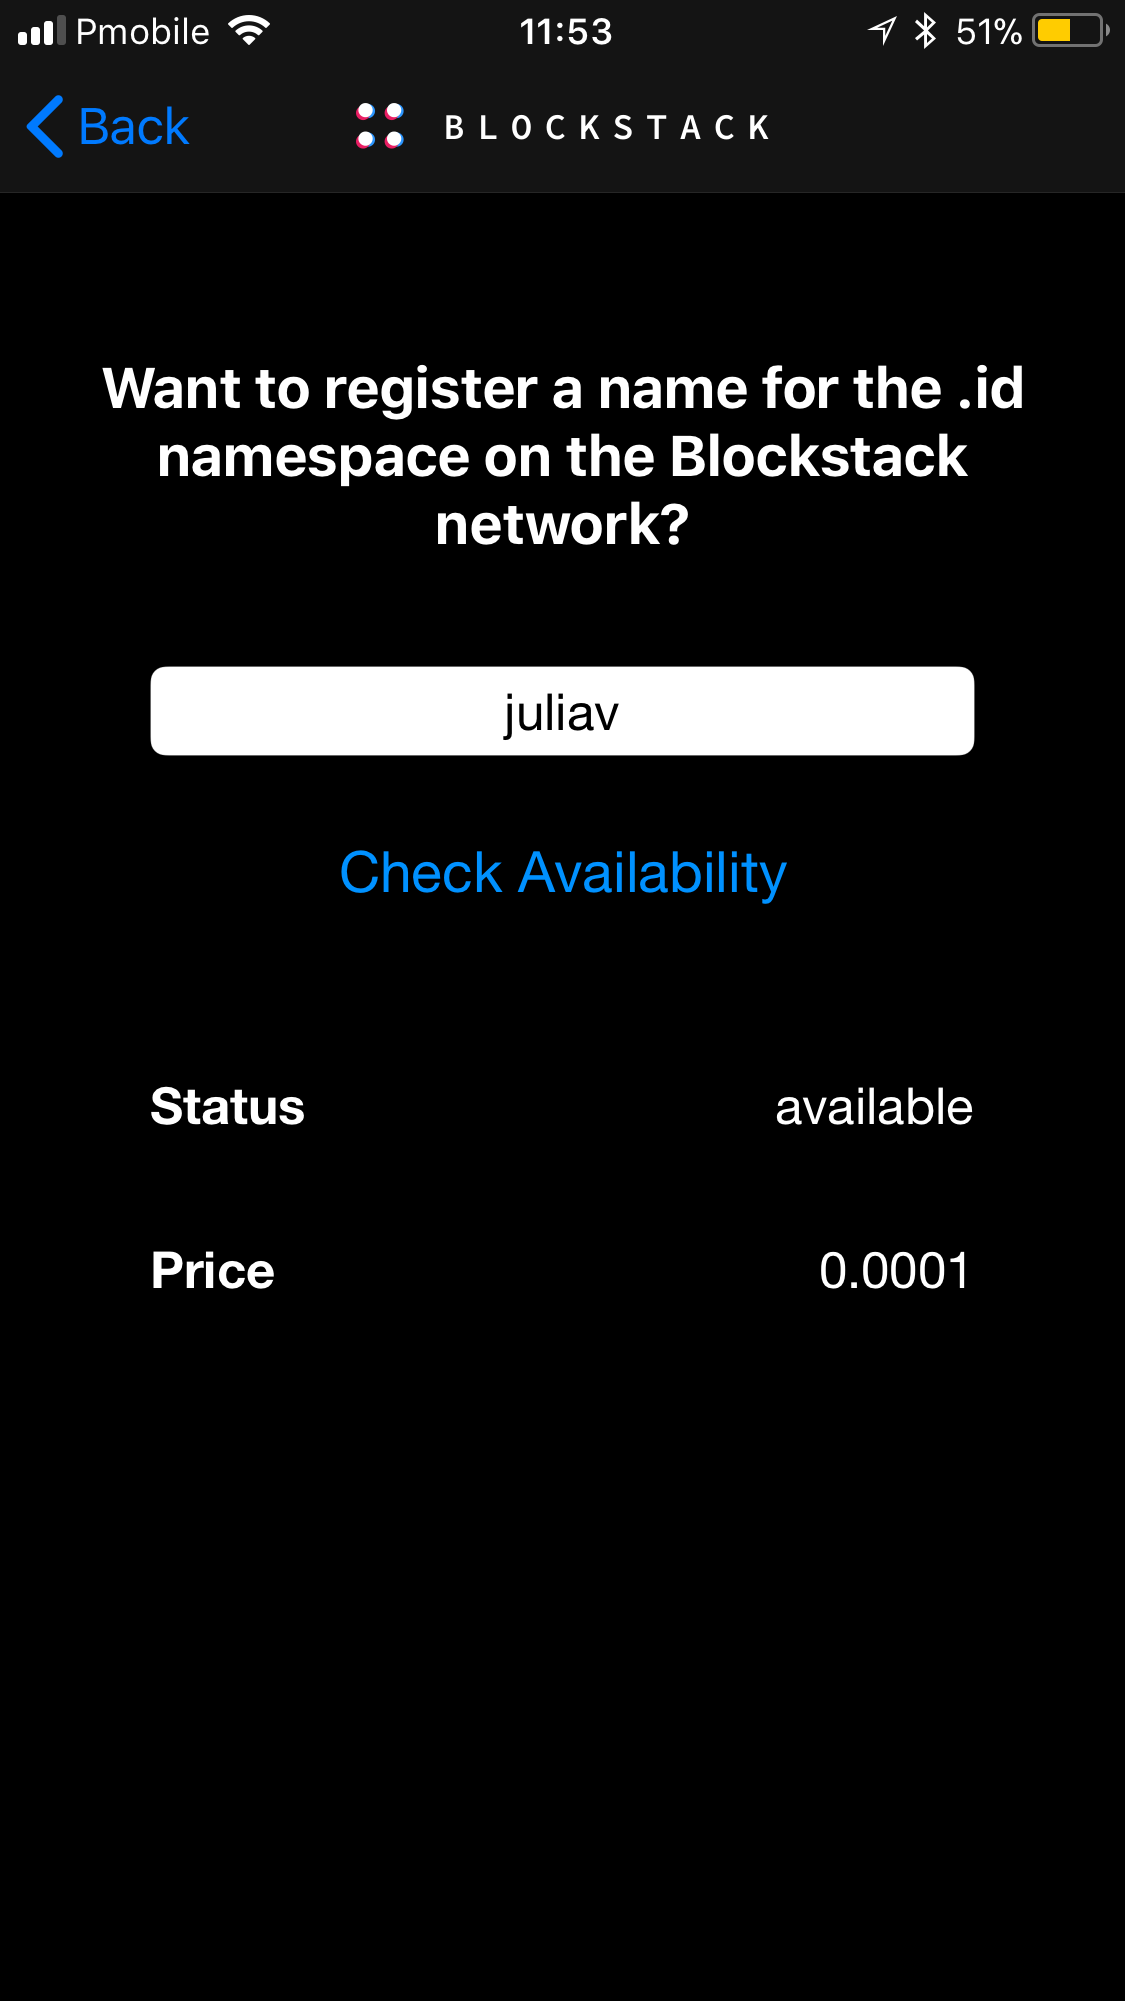 Pmobile 11:53 51%
Back BLOCKSTACK
Want to register a name for the .id
namespace on the Blockstack
network?
juliav
Check Availability
Status available
Price 0.0001